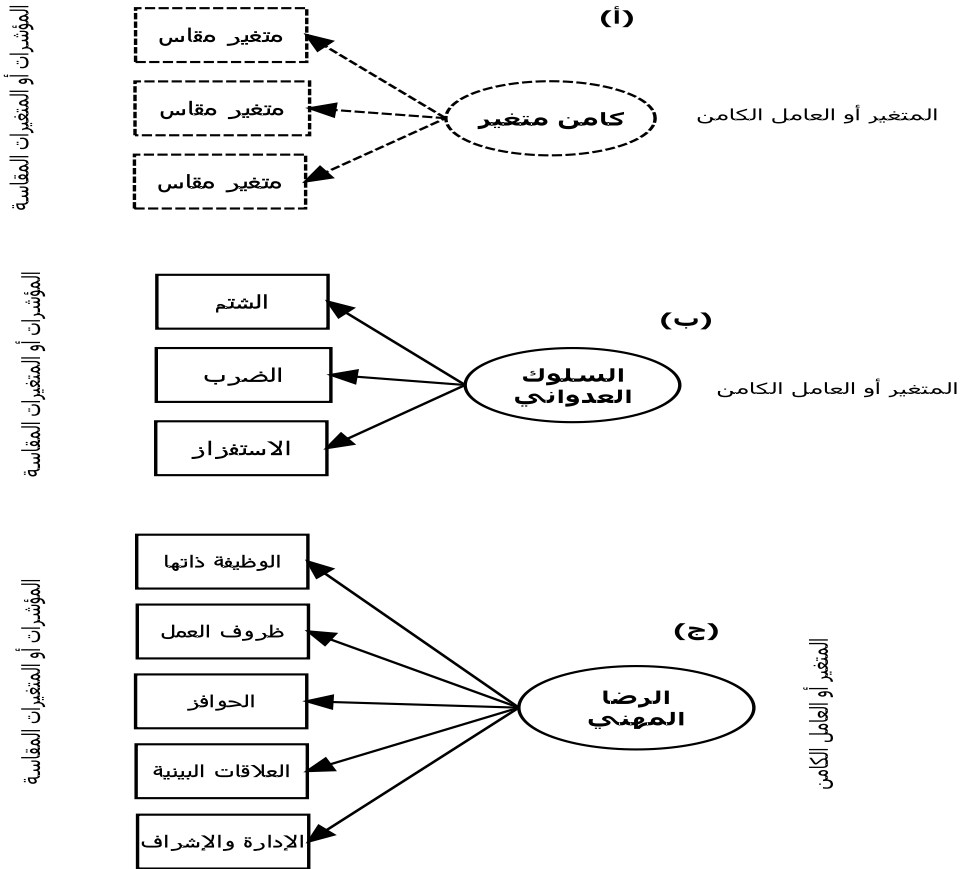 (أ)
المتغير أو العامل الكامن
كامن متغير
متغير مقاس
متغير مقاس
متغير مقاس
المؤشرات أو المتغيرات المقاسة
(ب)
المتغير أو العامل الكامن
السلوك
العدواني
الشتم
الضرب
الاستفزاز
المؤشرات أو المتغيرات المقاسة
(ج)
المتغير أو العامل الكامن
الرضا
المهني
الوظيفة ذاتها
ظروف العمل
الحوافز
العلاقات البينية
الإدارة والإشراف
المؤشرات أو المتغيرات المقاسة